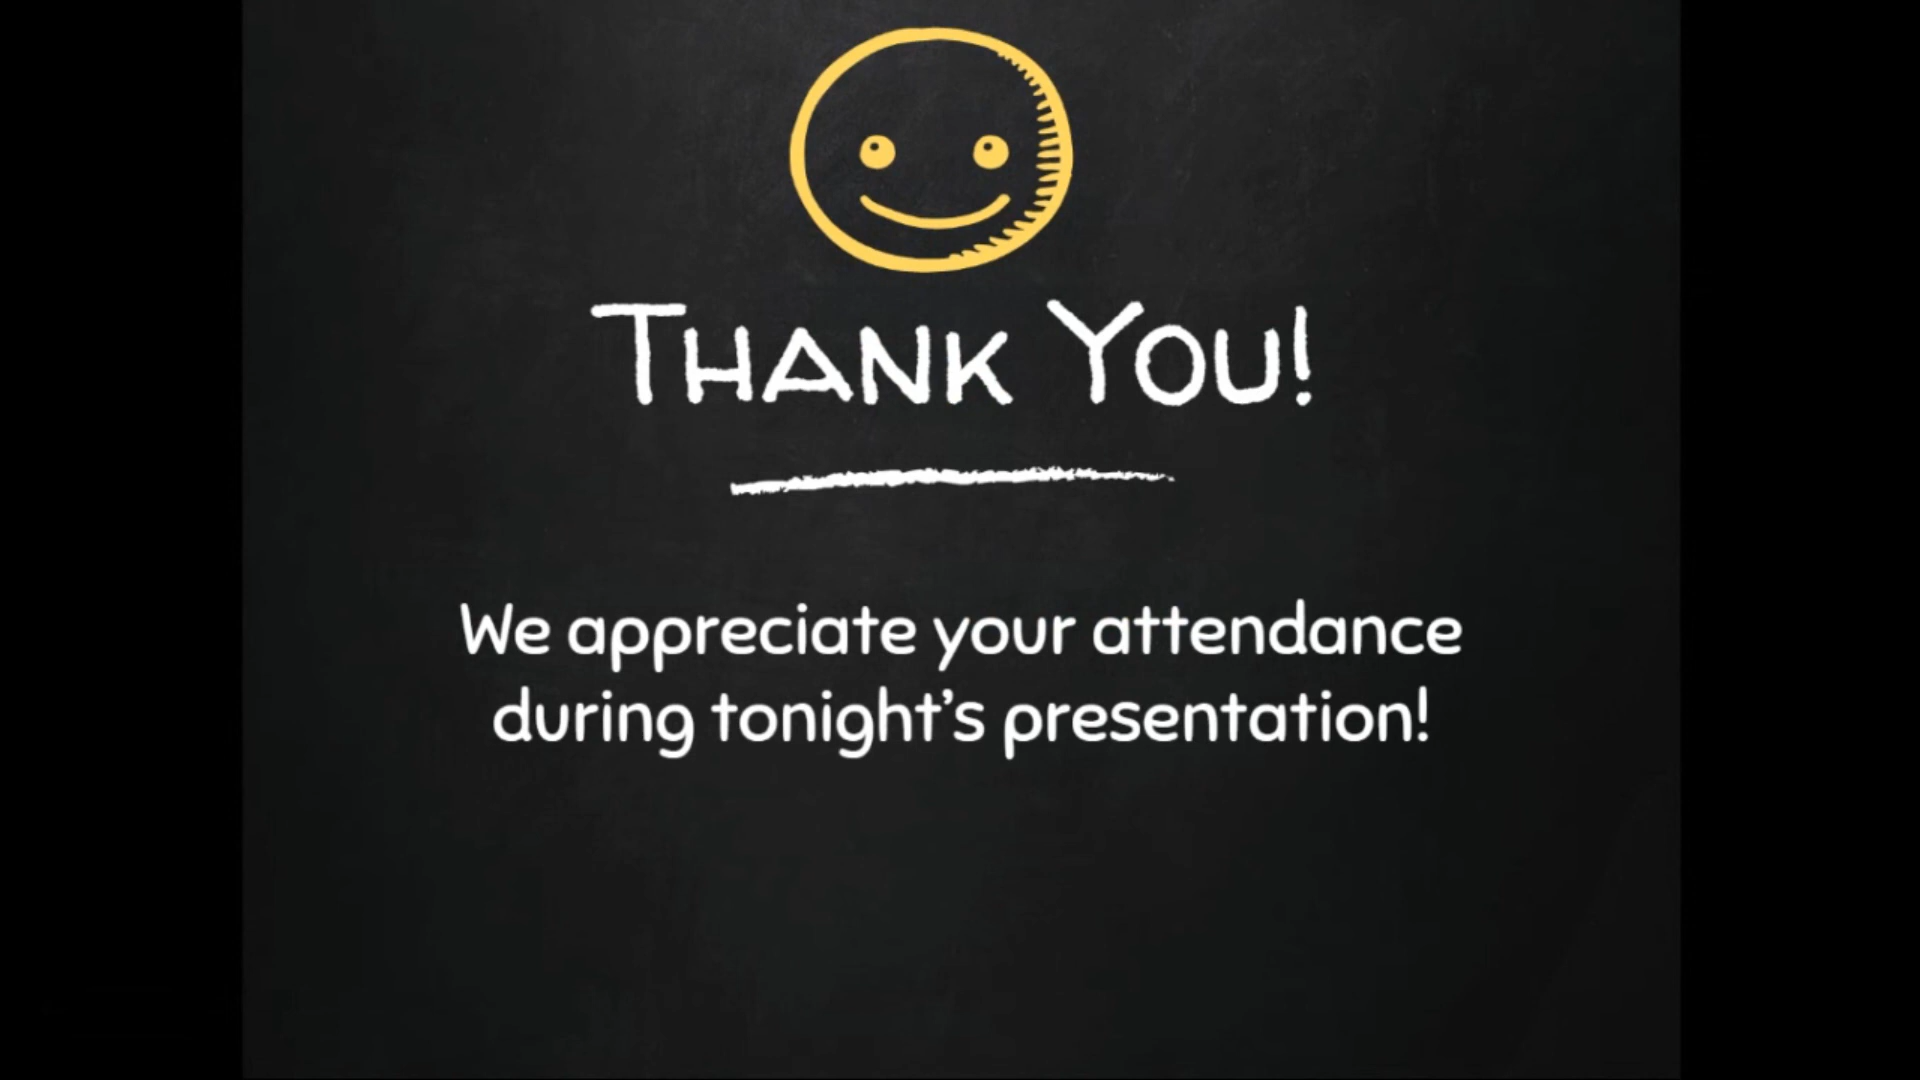 Thank You!
We appreciate your attendance
during tonight’s presentation!